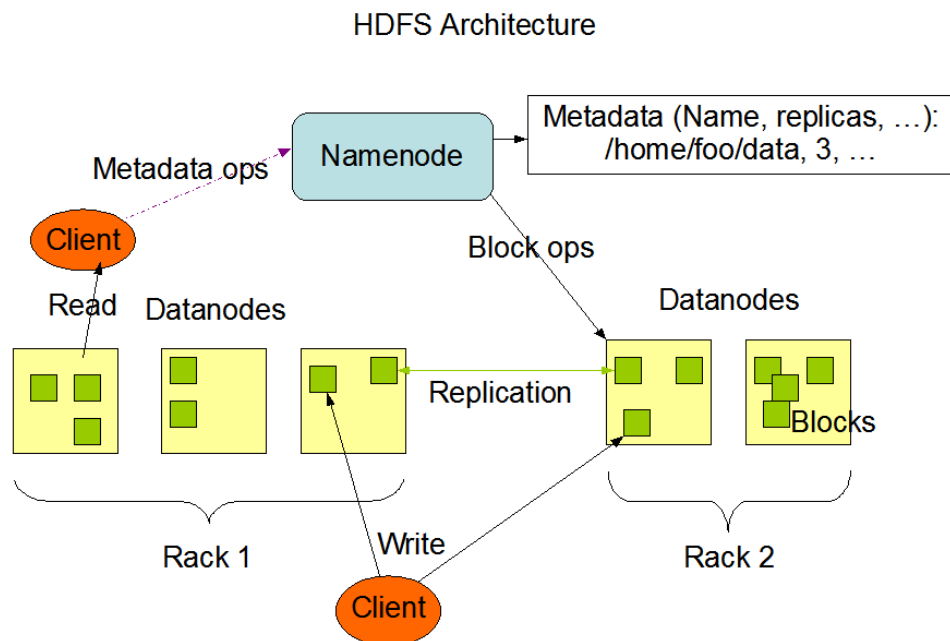 HDFS Architecture
Metadata (Name, replicas, …):
/home/foo/data, 3, …
Namenode
Metadata ops
Client
Block ops
Read
Datanodes
Datanodes
Replication
Blocks
Rack 1
Write
Rack 2
Client